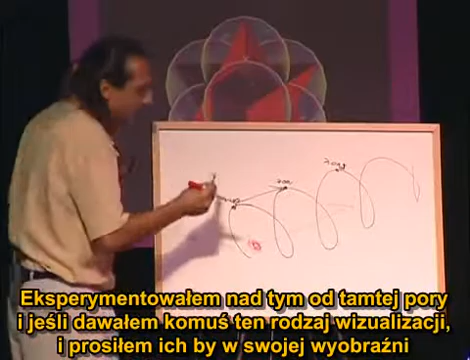 Eksperymentowałem nad tym od tamtej pory
i jeśli dawałem komuś ten rodzaj wizualizacji,
i prosiłem ich by w swojej wyobraźni